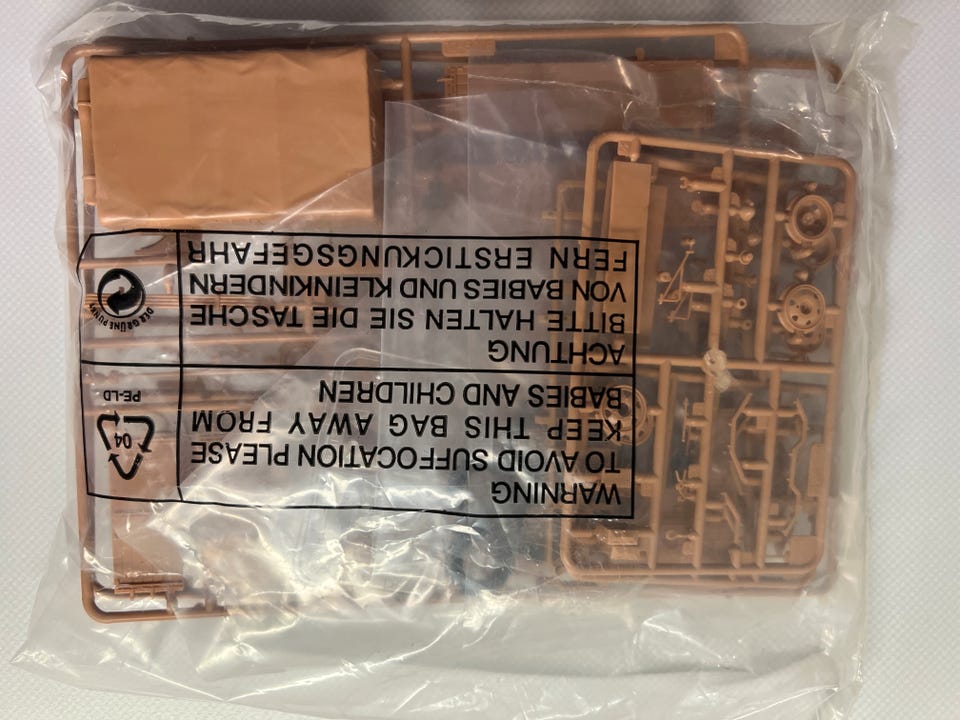 WARNING
TO AVOID SUFFOCATION PLEASE
KEEP THIS BAG AWAY FROM
BABIES AND CHILDREN
04
PE-LD
ACHTUNG
BITTE HALTEN SIE DIE TASCHE
VON BABIES UND KLEINKINDERN
FERN ERSTICKUNGSGEFAHR
DER GRÜNE PUNKT